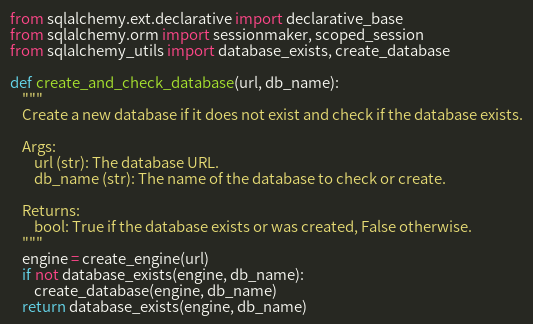 from sqlalchemy.ext.declarative import declarative_base
from sqlalchemy.orm import sessionmaker, scoped_session
from sqlalchemy_utils import database_exists, create_database

def create_and_check_database(url, db_name):
    """
    Create a new database if it does not exist and check if the database exists.

    Args:
        url (str): The database URL.
        db_name (str): The name of the database to check or create.

    Returns:
        bool: True if the database exists or was created, False otherwise.
    """
    engine = create_engine(url)
    if not database_exists(engine, db_name):
        create_database(engine, db_name)
    return database_exists(engine, db_name)